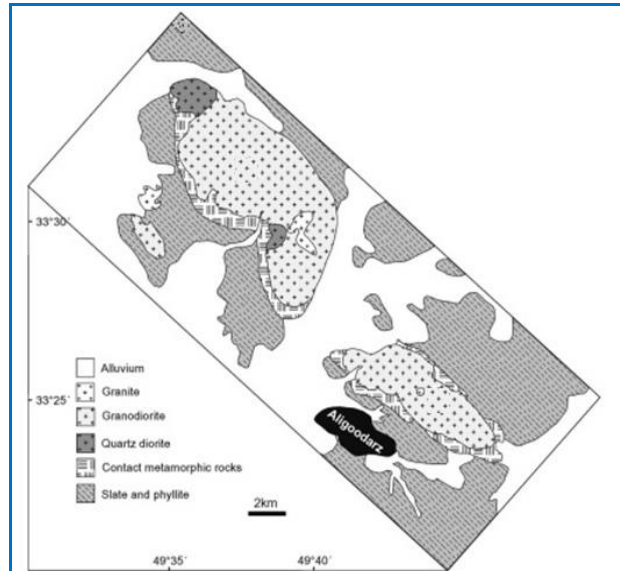 33°30′
Alluvium
Granite
33°25′
Granodiorite
Aligoodarz
Quartz diorite
Contact metamorphic rocks
Slate and phyllite
2km
49°35′
49°40′